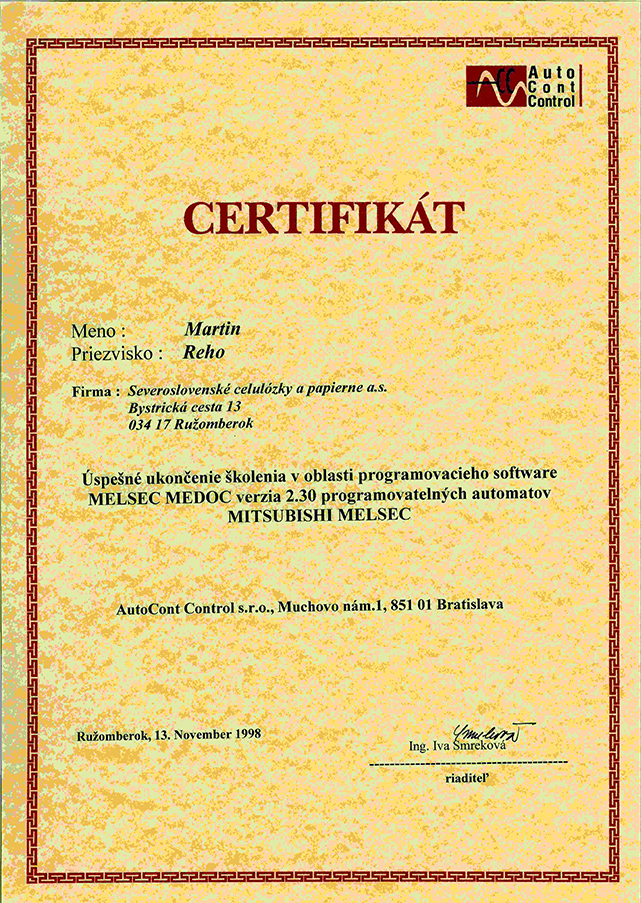 ACC
Auto
Cont
Control
CERTIFIKÁT
Meno : Martin
Priezvisko : Reho
Firma : Severoslovenské celulózky a papierne a.s.
Bystrická cesta 13
034 17 Ružomberok
Úspešné ukončenie školenia v oblasti programovacieho software
MELSEC MEDOC verzia 2.30 programovatelných automatov
MITSUBISHI MELSEC
AutoCont Control s.r.o., Muchovo nám.1, 851 01 Bratislava
Ružomberok, 13. November 1998
Ing. Iva Smreková
riaditeľ